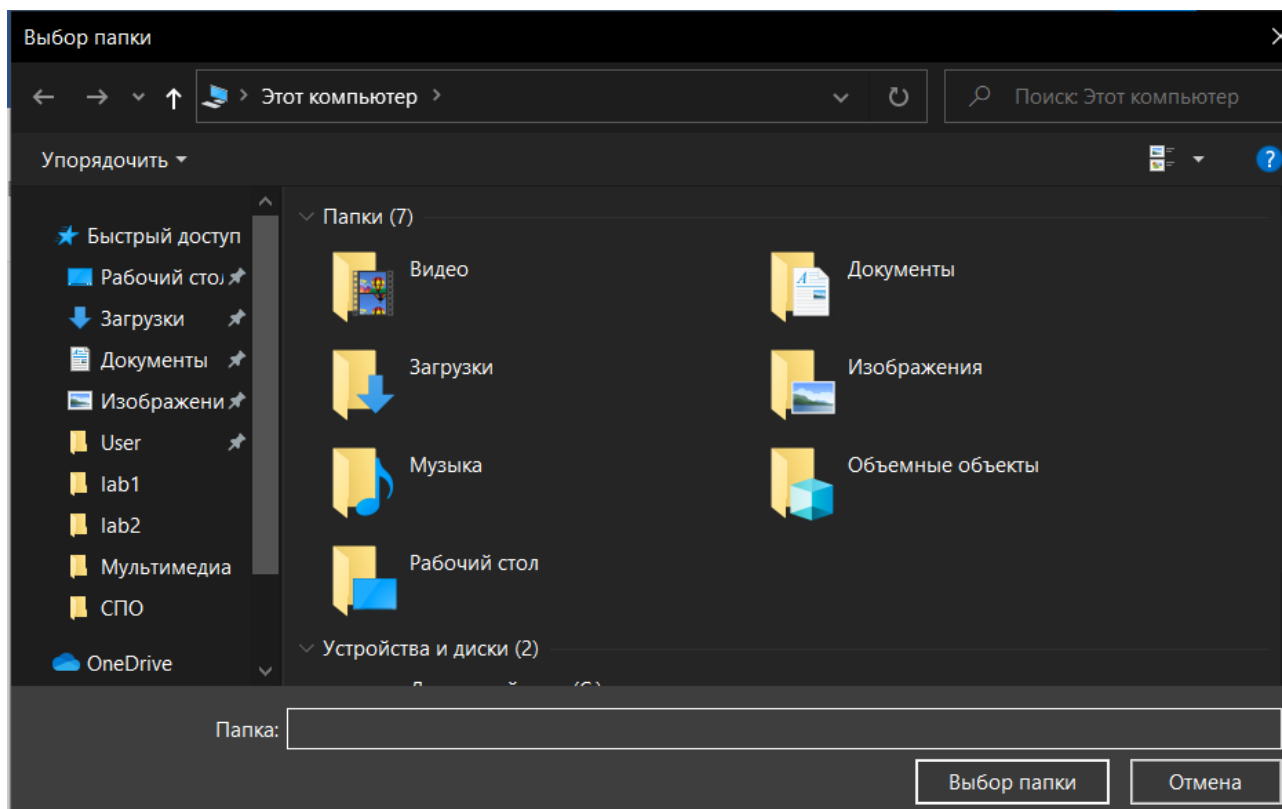 Выбор папки
Этот компьютер
Поиск: Этот компьютер
Упорядочить
Быстрый доступ
Рабочий стол
Загрузки
Документы
Изображени
User
lab1
lab2
Мультимедиа
СПО
OneDrive
Папки (7)
Видео
Документы
Загрузки
Изображения
Музыка
Объемные объекты
Рабочий стол
Устройства и диски (2)
Папка:
Выбор папки
Отмена